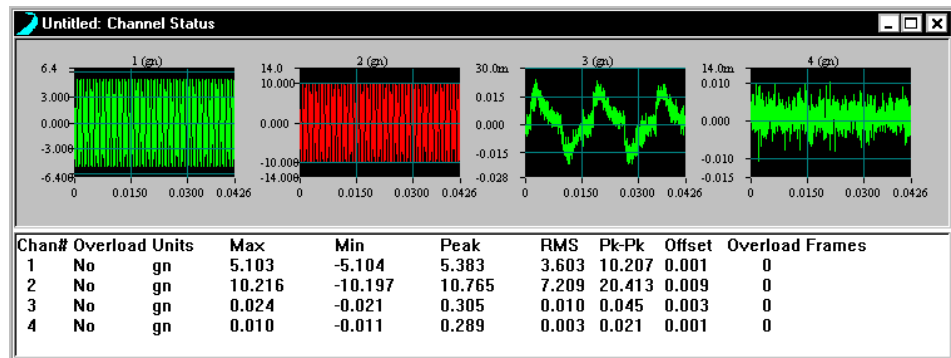 Untitled: Channel Status
1 (gn)
6.4
3.000
0.000
-3.000
-6.400
0 0.0150 0.0300 0.0426
2 (gn)
14.0
10.000
0.000
-10.000
-14.000
0 0.0150 0.0300 0.0426
3 (gn)
30.0m
0.015
0.000
-0.015
-0.028
0 0.0150 0.0300 0.0426
4 (gn)
14.0m
0.010
0.000
-0.010
-0.015
0 0.0150 0.0300 0.0426
Chan# Overload Units Max Min Peak RMS Pk-Pk Offset Overload Frames
1 No gn 5.103 -5.104 5.383 3.603 10.207 0.001 0
2 No gn 10.216 -10.197 10.765 7.209 20.413 0.009 0
3 No gn 0.024 -0.021 0.305 0.010 0.045 0.003 0
4 No gn 0.010 -0.011 0.289 0.003 0.021 0.001 0